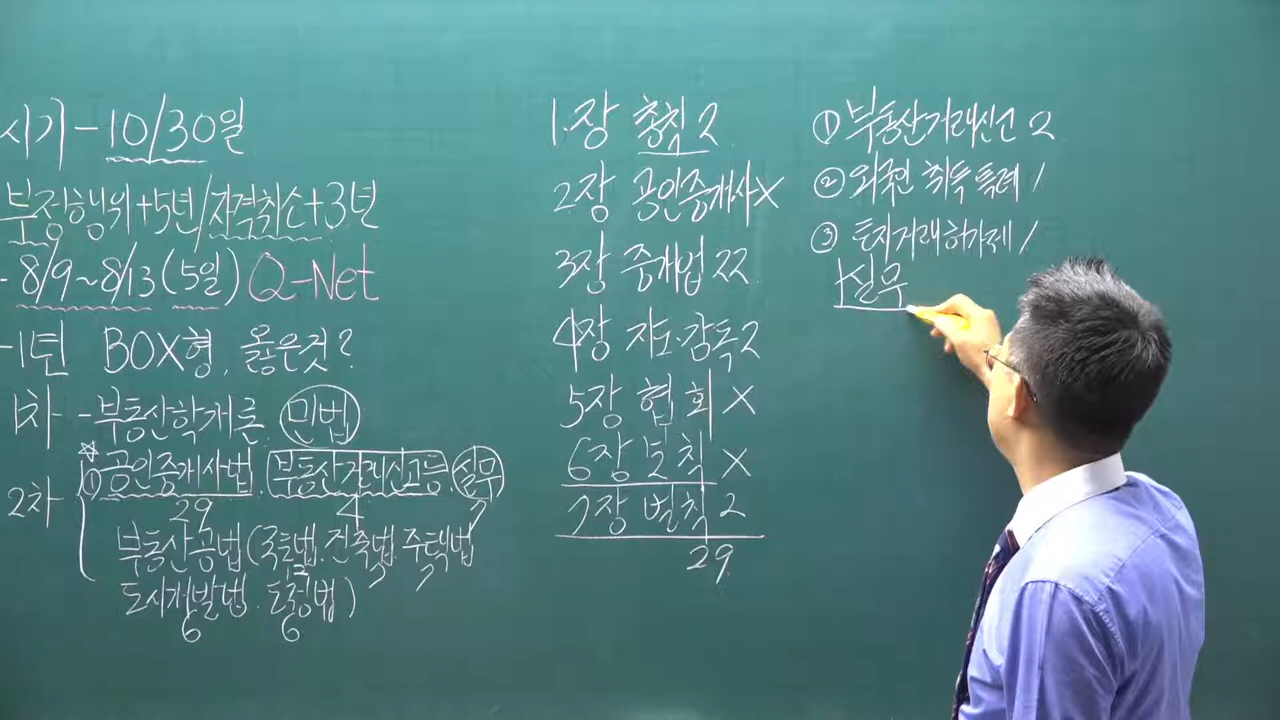 시기 - 10/30일
부정행위+5년/자격취소+3년
- 8/9~8/13 (5일) Q-Net
- 1년 BOX형, 옳은것?
1차 - 부동산학개론. 민법
2차 ① 공인중개사법. 부동산거래신고등. 실무
29 4 7
부동산공법(국토법. 건축법. 주택법
7 7
도시개발법. 도정법)
6 6
1.장 총칙 2
2.장 공인중개사 X
3장 중개법 22
4장 지도.감독 2
5장 협회 X
6장 보칙 X
7장 벌칙 2
29
① 부동산거래신고 2
② 외국인 취득 특례 1
③ 토지거래허가제 1
+실무